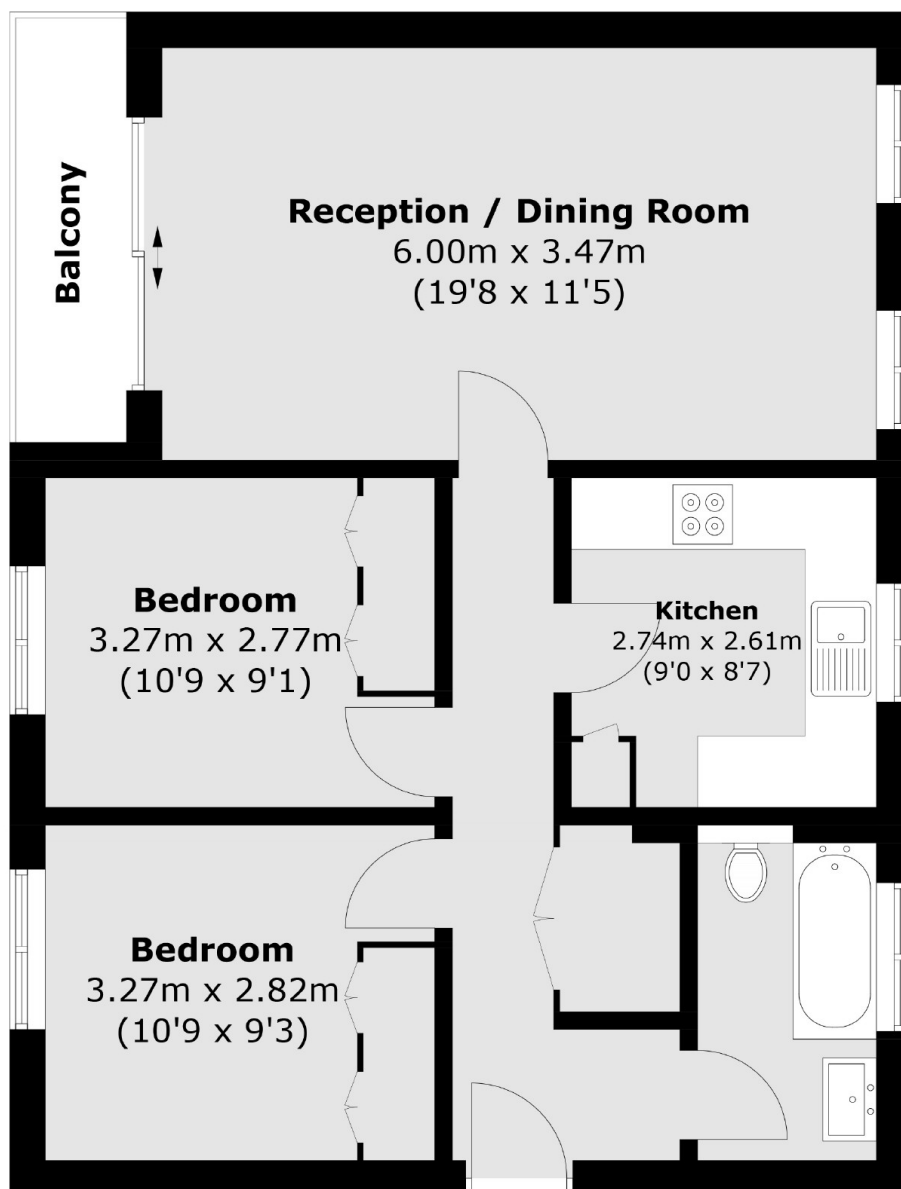 Balcony
Reception / Dining Room
6.00m x 3.47m
(19'8 x 11'5)
Bedroom
3.27m x 2.77m
(10'9 x 9'1)
Kitchen
2.74m x 2.61m
(9'0 x 8'7)
Bedroom
3.27m x 2.82m
(10'9 x 9'3)